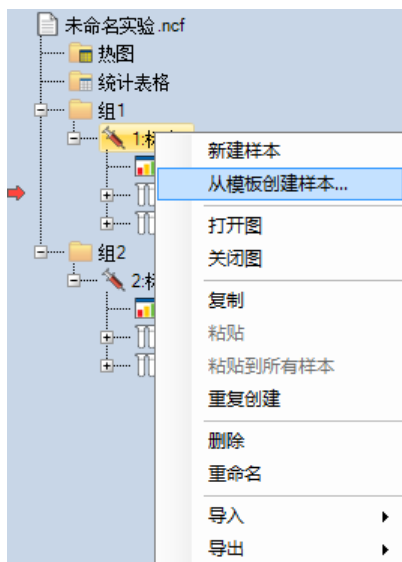 未命名实验.ncf
热图
统计表格
组1
1:标
新建样本
从模板创建样本...
打开图
关闭图
组2
2:标
复制
粘贴
粘贴到所有样本
重复创建
删除
重命名
导入
导出